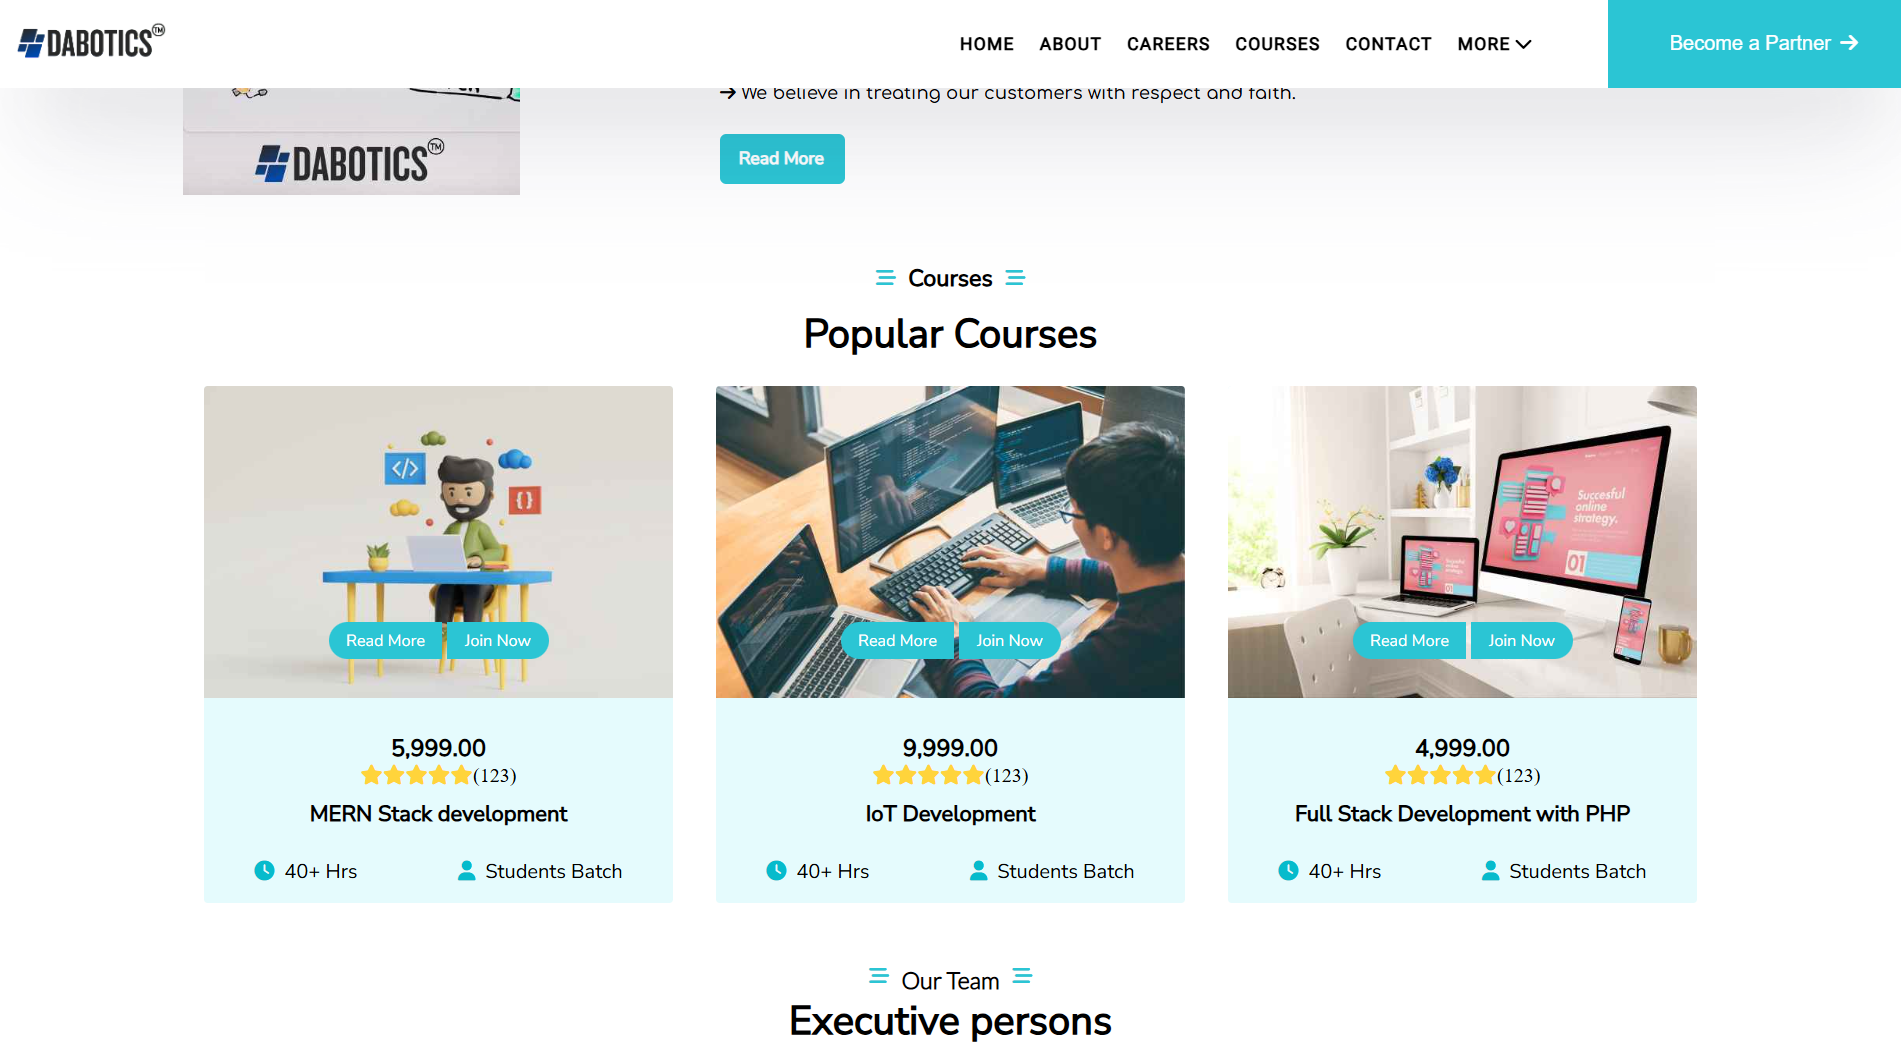 DABOTICS TM
HOME ABOUT CAREERS COURSES CONTACT MORE
Become a Partner
We believe in treating our customers with respect and faith.
DABOTICS TM
Read More
Courses
Popular Courses
</>
{ }
Read More Join Now
5,999.00
(123)
MERN Stack development
40+ Hrs Students Batch
Read More Join Now
9,999.00
(123)
IoT Development
40+ Hrs Students Batch
Succesful
online
strategy.
01
Read More Join Now
4,999.00
(123)
Full Stack Development with PHP
40+ Hrs Students Batch
Our Team
Executive persons